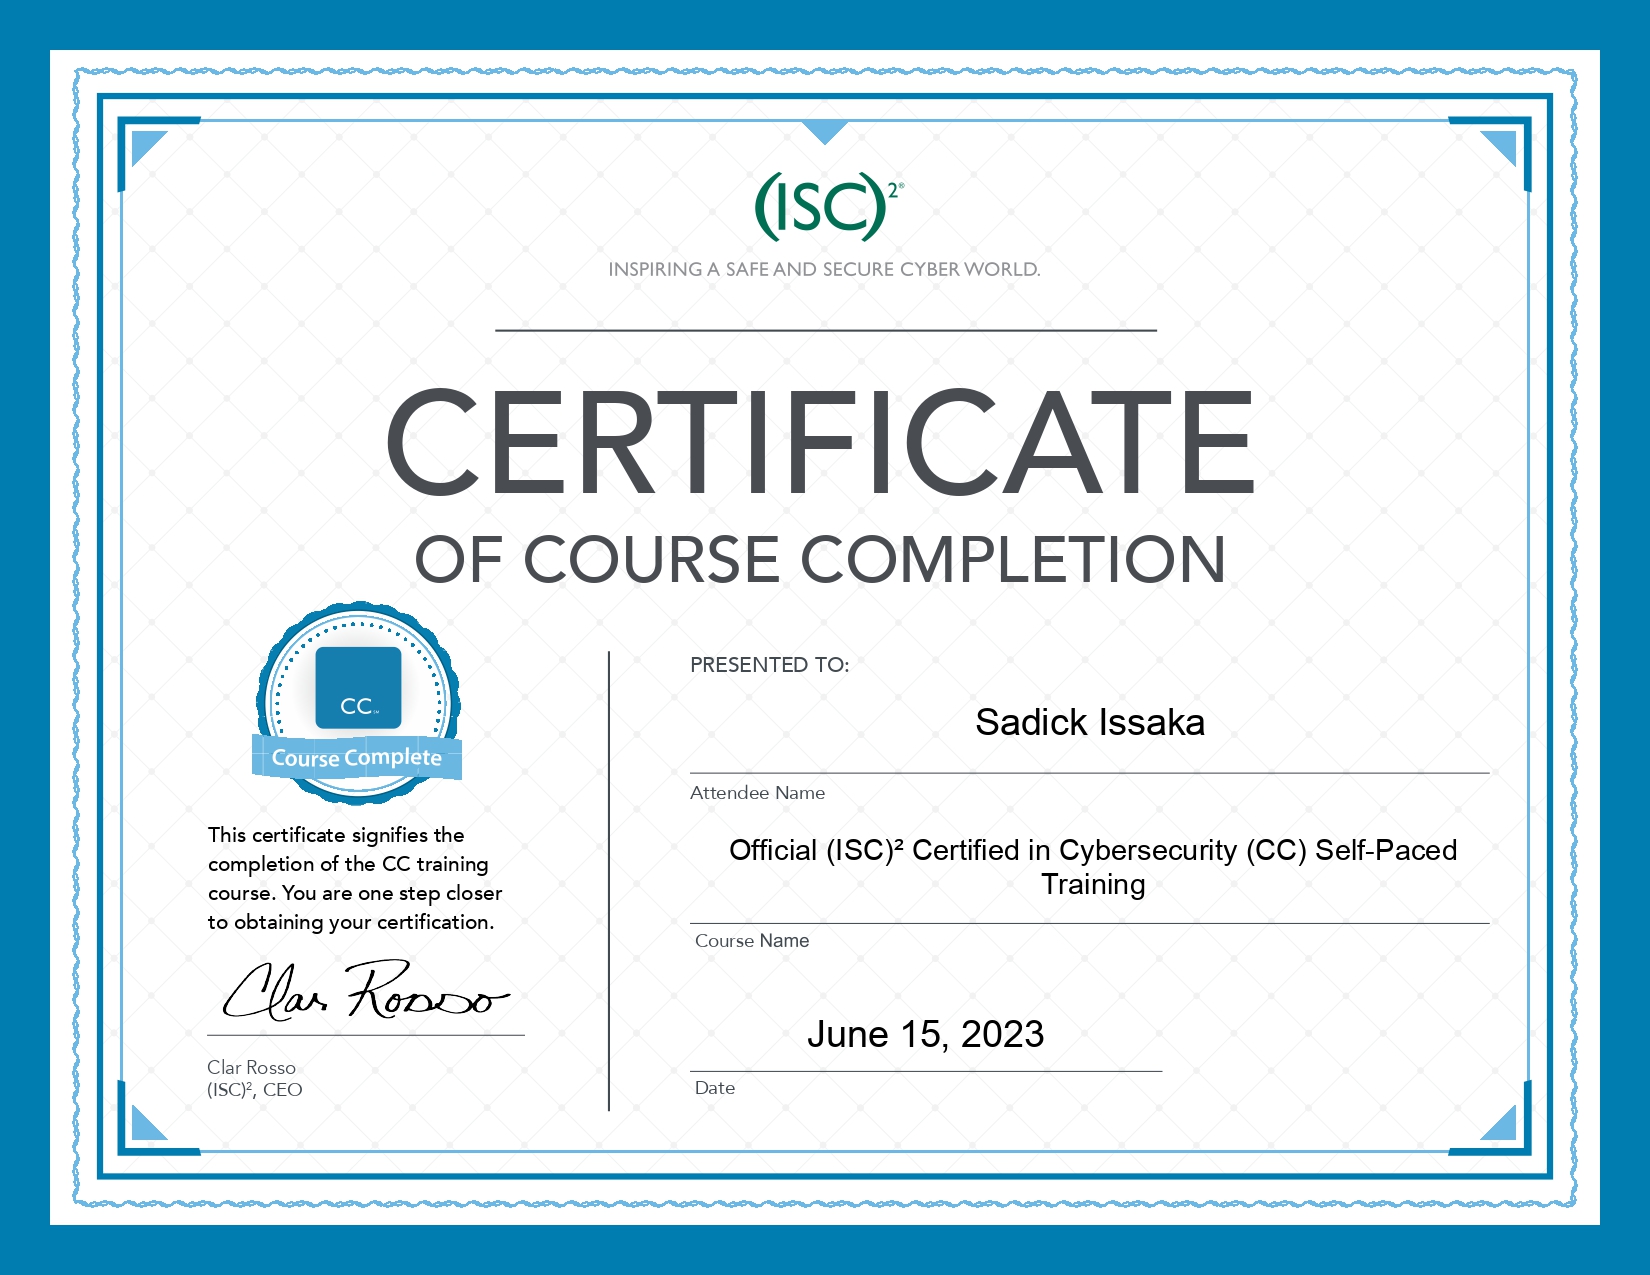 (ISC)²®
INSPIRING A SAFE AND SECURE CYBER WORLD.
CERTIFICATE
OF COURSE COMPLETION
CC℠
Course Complete
This certificate signifies the
completion of the CC training
course. You are one step closer
to obtaining your certification.
Clar Rosso
Clar Rosso
(ISC)², CEO
PRESENTED TO:
Sadick Issaka
Attendee Name
Official (ISC)² Certified in Cybersecurity (CC) Self-Paced
Training
Course Name
June 15, 2023
Date